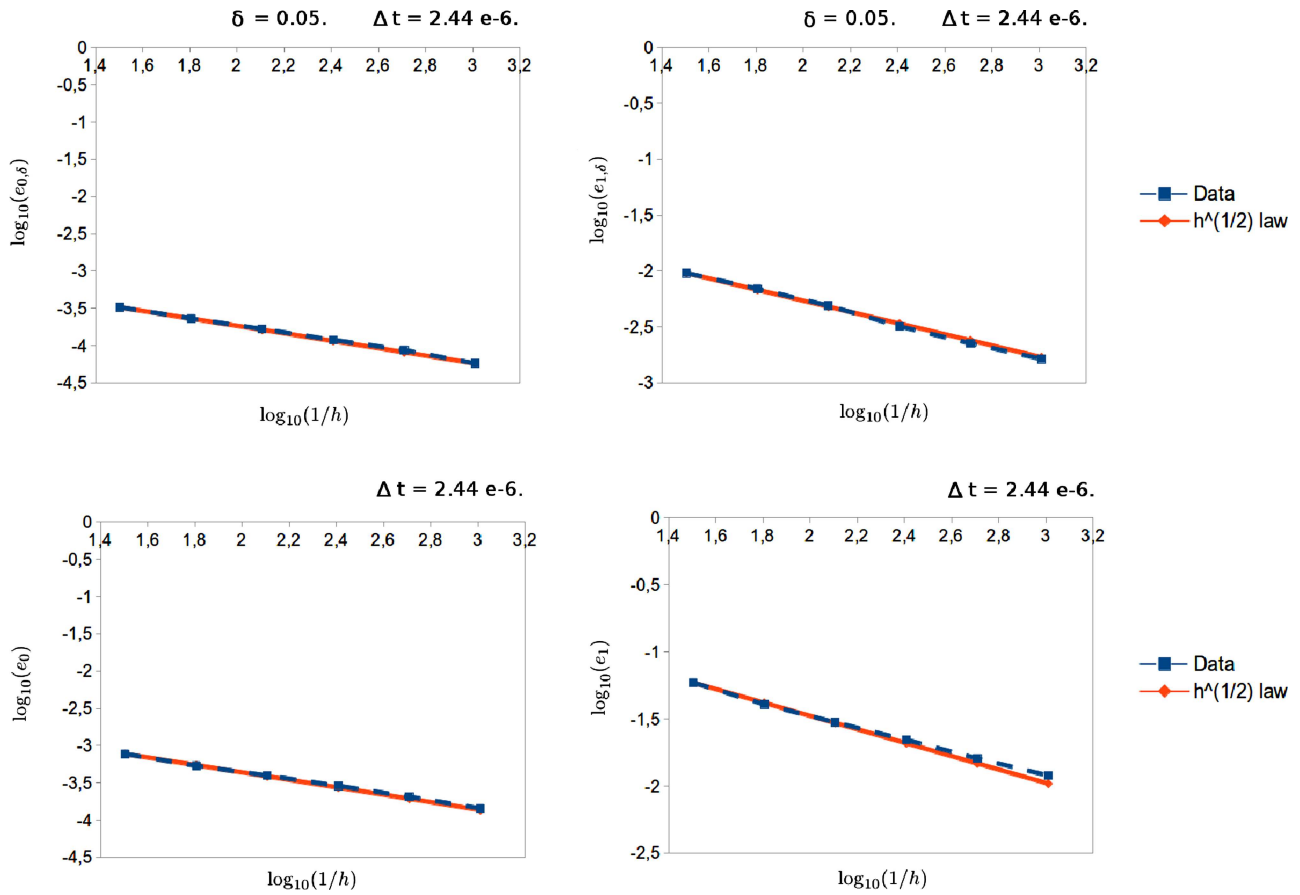 δ = 0.05. Δ t = 2.44 e-6.
0
1,4 1,6 1,8 2 2,2 2,4 2,6 2,8 3 3,2
-0,5
-1
-1,5
-2
-2,5
-3
-3,5
-4
-4,5
log10(e0,δ)
log10(1/h)
δ = 0.05. Δ t = 2.44 e-6.
0
1,4 1,6 1,8 2 2,2 2,4 2,6 2,8 3 3,2
-0,5
-1
-1,5
-2
-2,5
-3
log10(e1,δ)
log10(1/h)
Data
h^(1/2) law
Δ t = 2.44 e-6.
0
1,4 1,6 1,8 2 2,2 2,4 2,6 2,8 3 3,2
-0,5
-1
-1,5
-2
-2,5
-3
-3,5
-4
-4,5
log10(e0)
log10(1/h)
Δ t = 2.44 e-6.
0
1,4 1,6 1,8 2 2,2 2,4 2,6 2,8 3 3,2
-0,5
-1
-1,5
-2
-2,5
log10(e1)
log10(1/h)
Data
h^(1/2) law